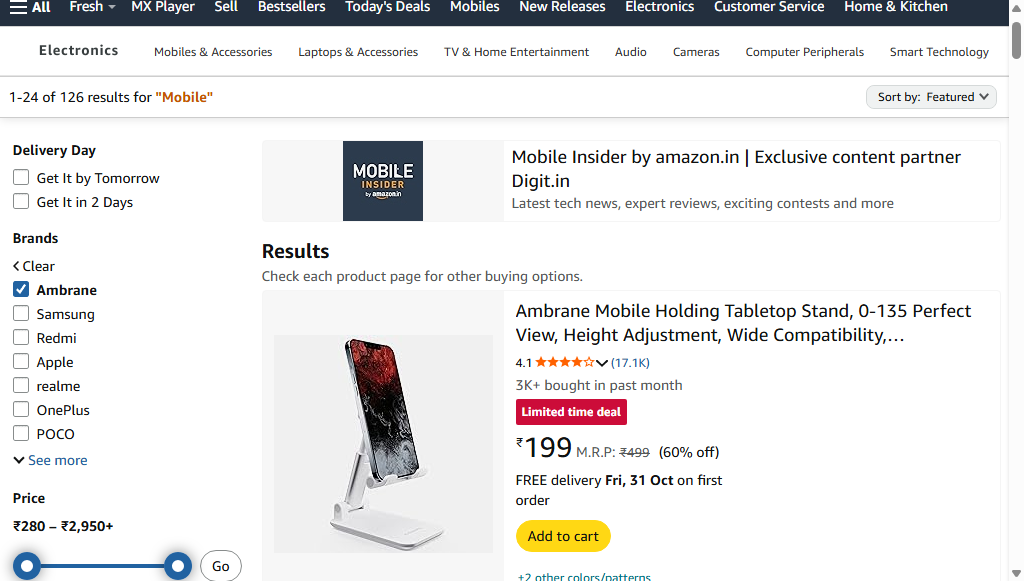 All Fresh MX Player Sell Bestsellers Today's Deals Mobiles New Releases Electronics Customer Service Home & Kitchen
Electronics Mobiles & Accessories Laptops & Accessories TV & Home Entertainment Audio Cameras Computer Peripherals Smart Technology
1-24 of 126 results for "Mobile"
Sort by: Featured
Delivery Day
Get It by Tomorrow
Get It in 2 Days
Brands
Clear
Ambrane
Samsung
Redmi
Apple
realme
OnePlus
POCO
See more
Price
₹280 – ₹2,950+
Go
MOBILE
INSIDER
by amazon.in
Mobile Insider by amazon.in | Exclusive content partner
Digit.in
Latest tech news, expert reviews, exciting contests and more
Results
Check each product page for other buying options.
Ambrane Mobile Holding Tabletop Stand, 0-135 Perfect
View, Height Adjustment, Wide Compatibility,…
4.1 (17.1K)
3K+ bought in past month
Limited time deal
₹199 M.R.P: ₹499 (60% off)
FREE delivery Fri, 31 Oct on first
order
Add to cart
+2 other colors/patterns